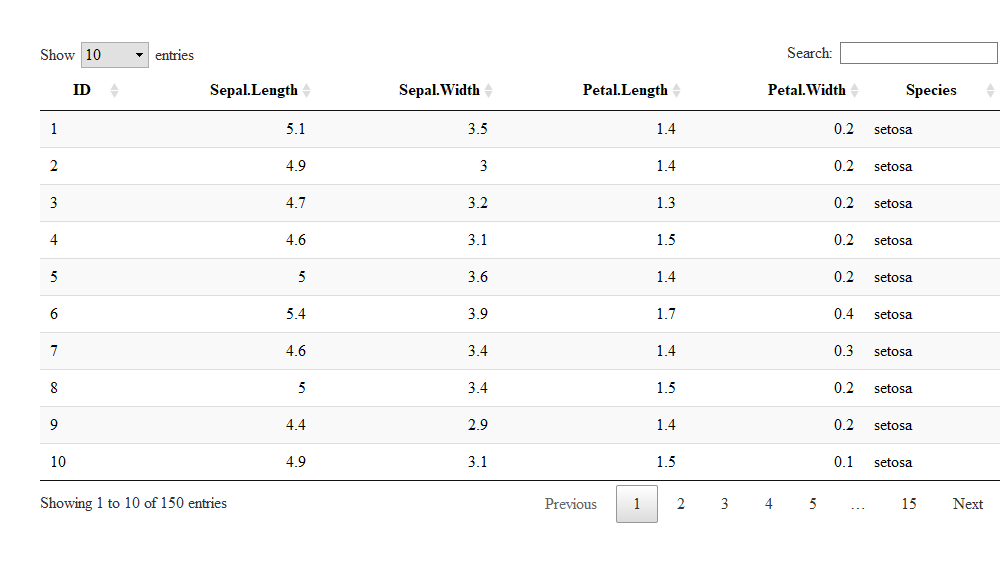 Show 10 entries Search:
ID Sepal.Length Sepal.Width Petal.Length Petal.Width Species
1 5.1 3.5 1.4 0.2 setosa
2 4.9 3 1.4 0.2 setosa
3 4.7 3.2 1.3 0.2 setosa
4 4.6 3.1 1.5 0.2 setosa
5 5 3.6 1.4 0.2 setosa
6 5.4 3.9 1.7 0.4 setosa
7 4.6 3.4 1.4 0.3 setosa
8 5 3.4 1.5 0.2 setosa
9 4.4 2.9 1.4 0.2 setosa
10 4.9 3.1 1.5 0.1 setosa
Showing 1 to 10 of 150 entries Previous 1 2 3 4 5 … 15 Next